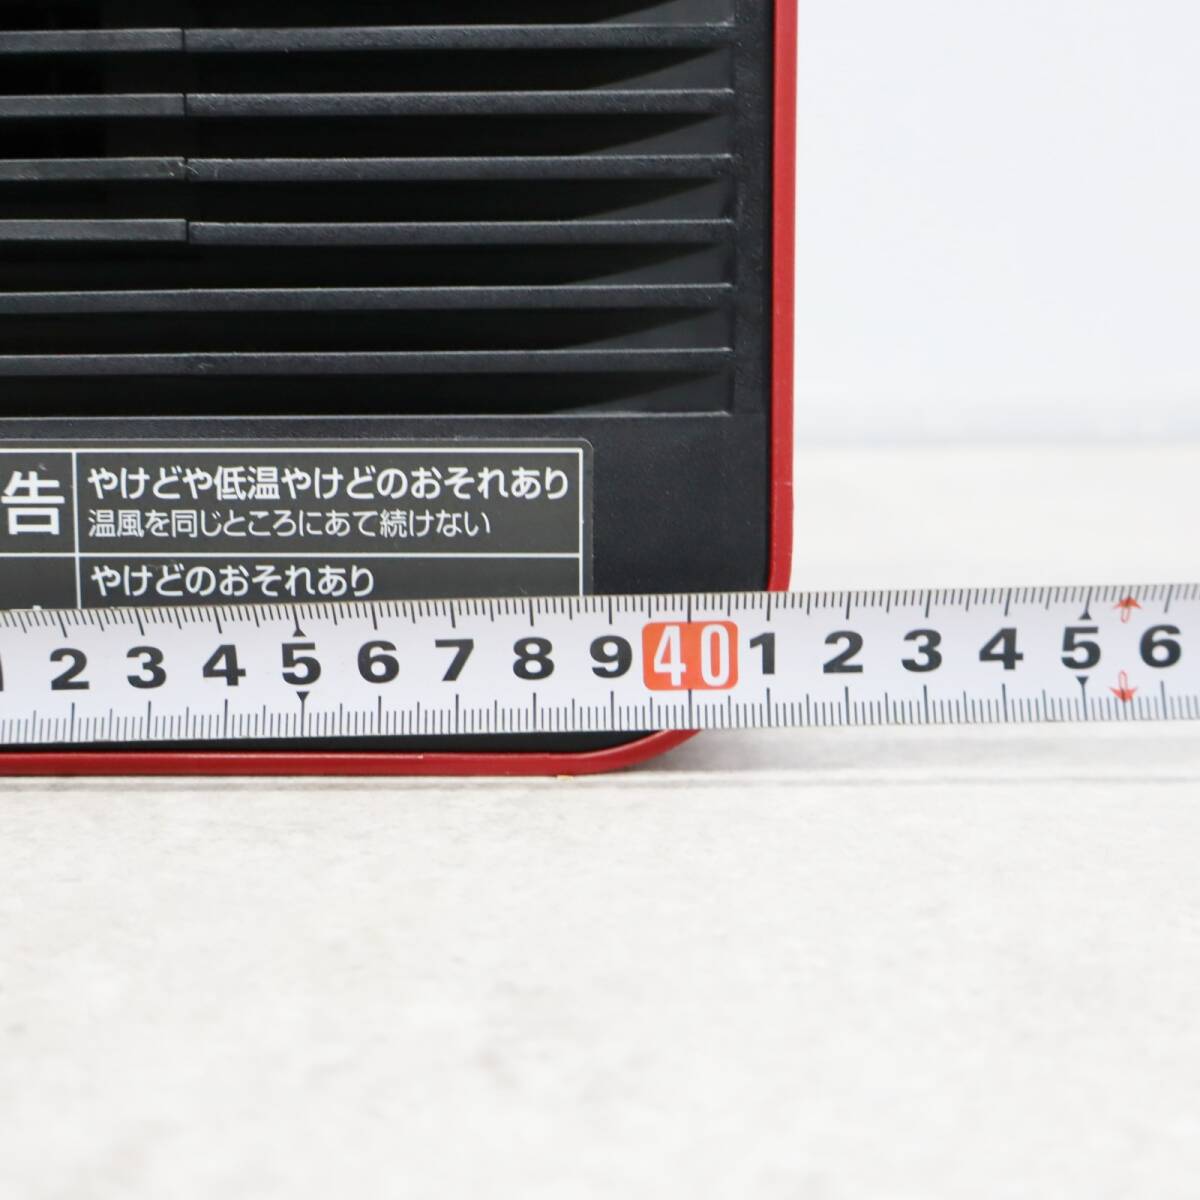 告
やけどや低温やけどのおそれあり
温風を同じところにあて続けない
やけどのおそれあり
2 3 4 5 6 7 8 9 40 1 2 3 4 5 6